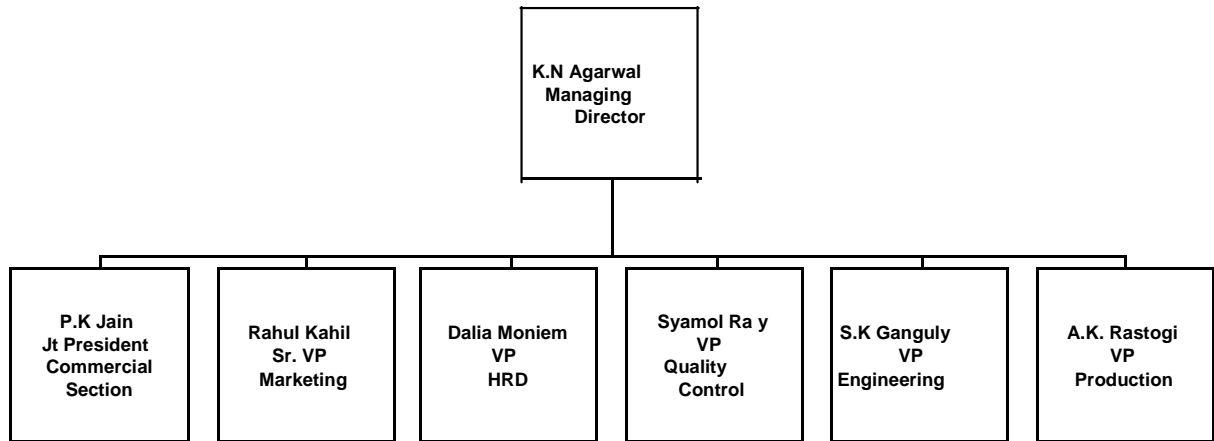 K.N Agarwal
Managing
Director
P.K Jain
Jt President
Commercial
Section
Rahul Kahil
Sr. VP
Marketing
Dalia Moniem
VP
HRD
Syamol Ra y
VP
Quality
Control
S.K Ganguly
VP
Engineering
A.K. Rastogi
VP
Production